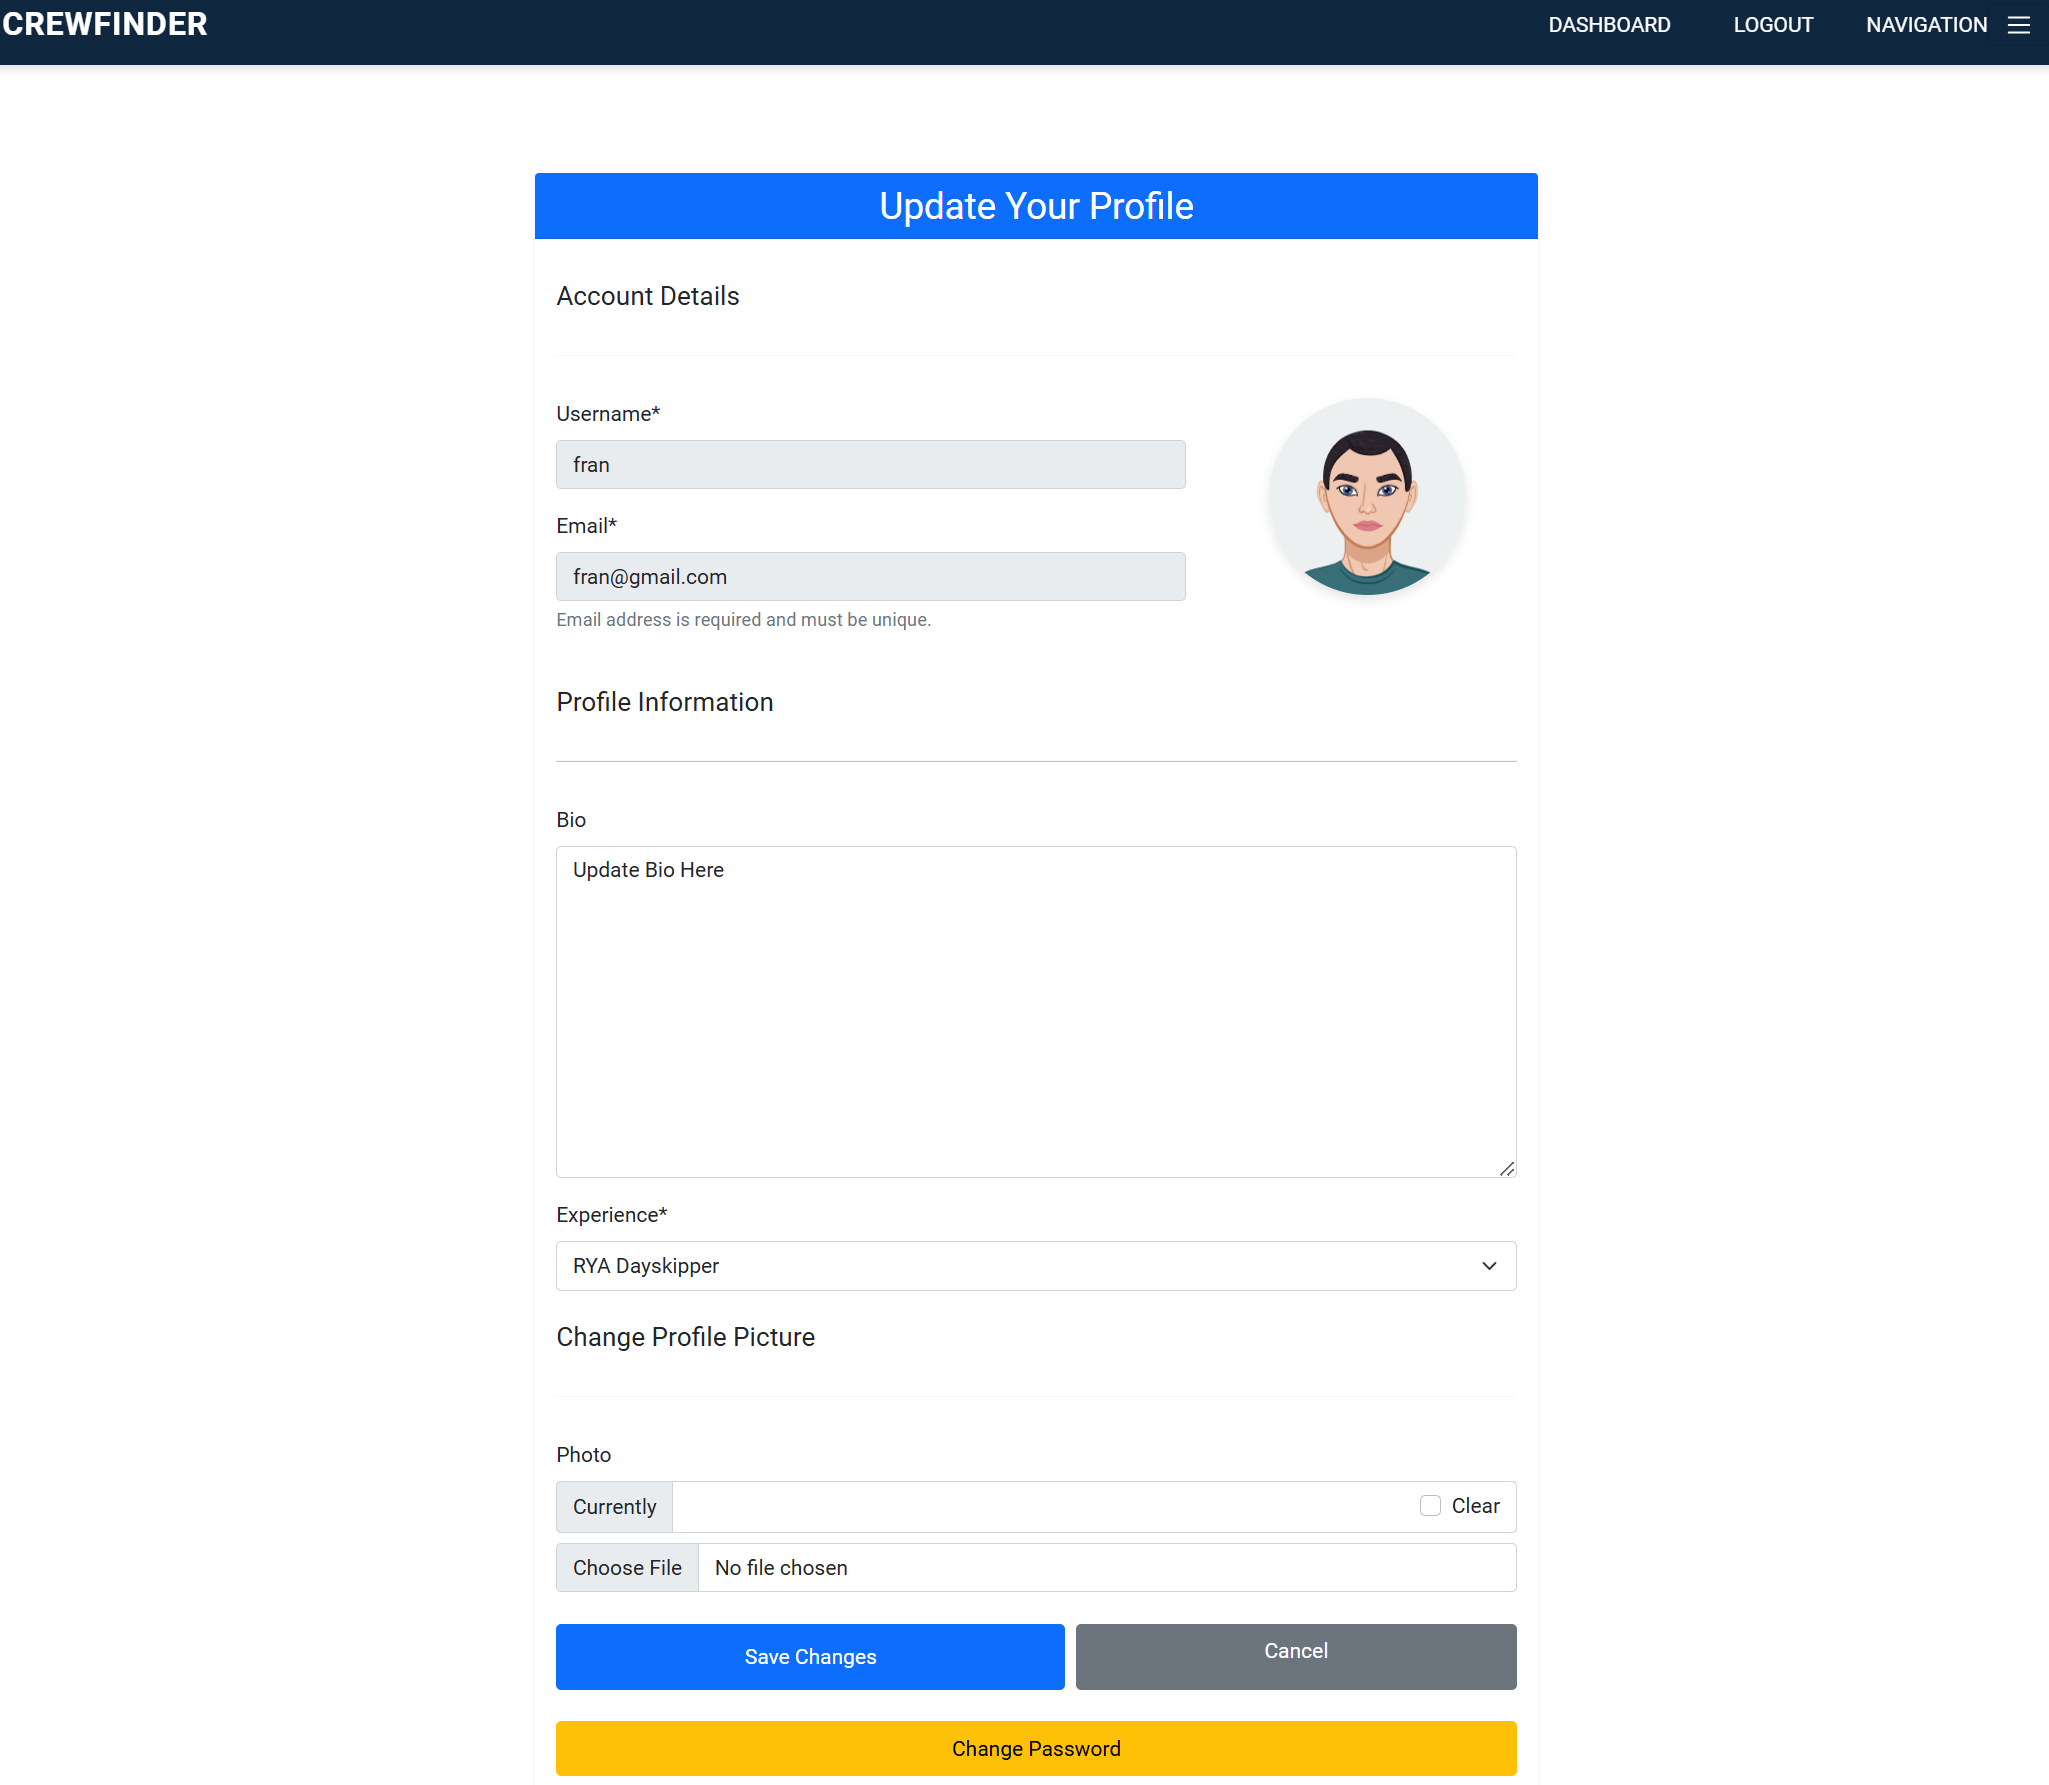 CREWFINDER
DASHBOARD LOGOUT NAVIGATION
Update Your Profile
Account Details
Username*
fran
Email*
fran@gmail.com
Email address is required and must be unique.
Profile Information
Bio
Update Bio Here
Experience*
RYA Dayskipper
Change Profile Picture
Photo
Currently Clear
Choose File No file chosen
Save Changes Cancel
Change Password